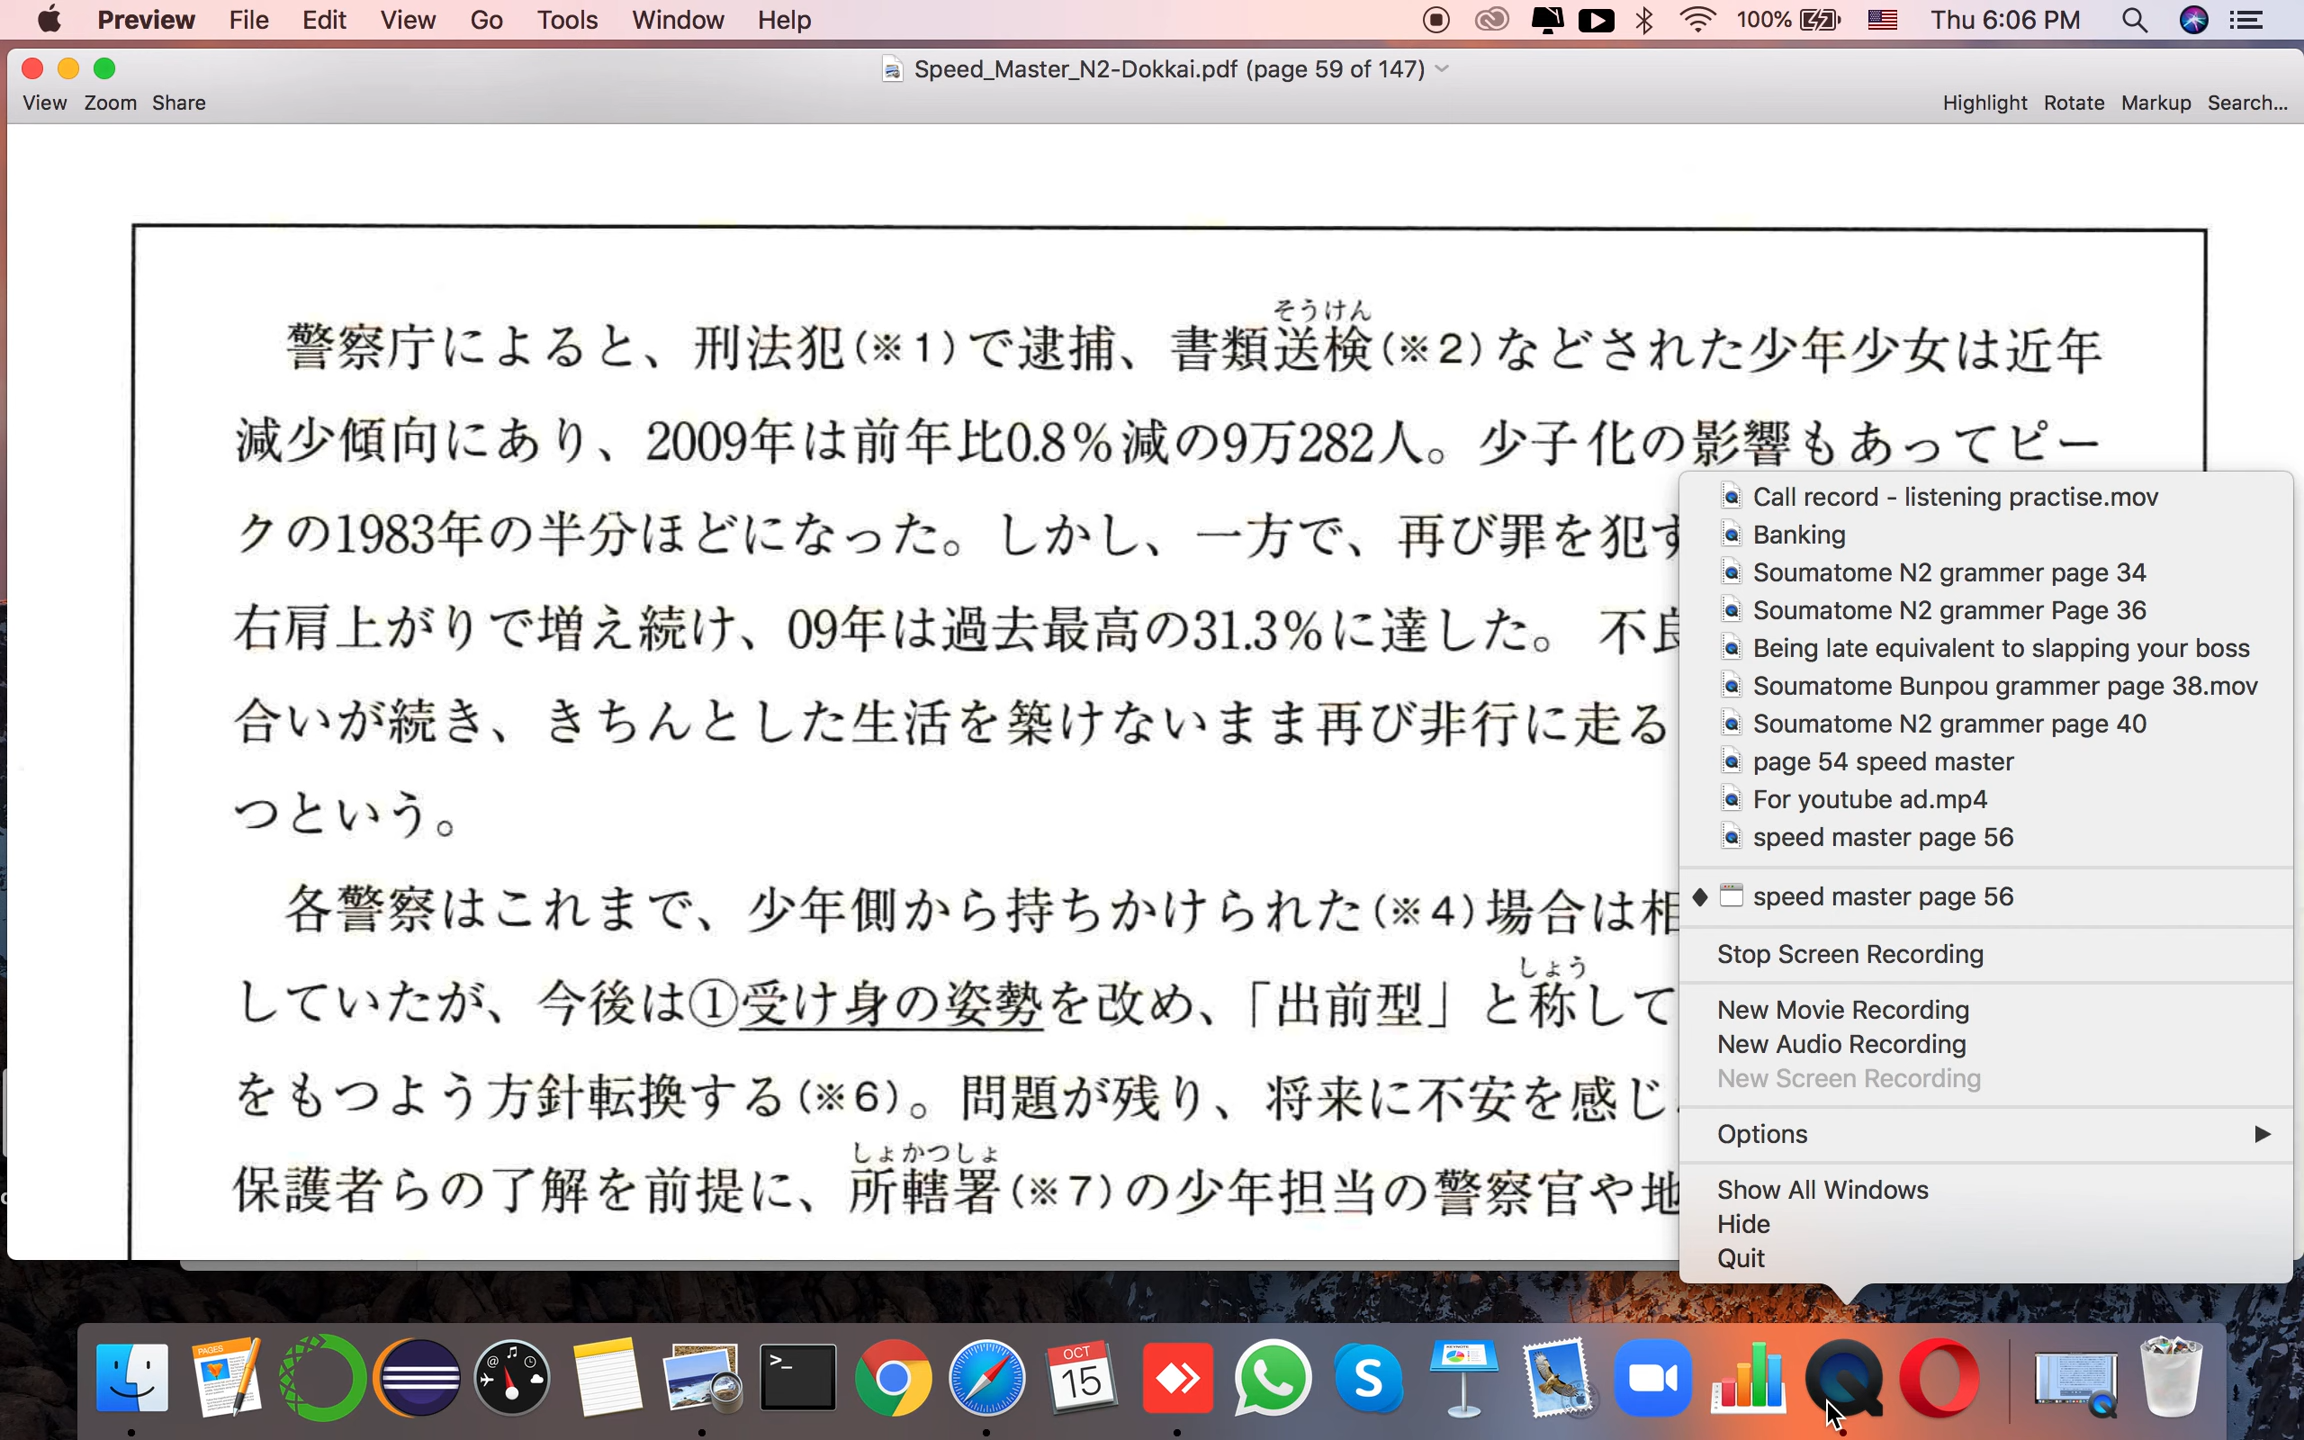 Preview File Edit View Go Tools Window Help 100% Thu 6:06 PM
Speed_Master_N2-Dokkai.pdf (page 59 of 147)
View Zoom Share Highlight Rotate Markup Search...
そうけん
警察庁によると、刑法犯(※1)で逮捕、書類送検(※2)などされた少年少女は近年
減少傾向にあり、2009年は前年比0.8%減の9万282人。少子化の影響もあってピー
クの1983年の半分ほどになった。しかし、一方で、再び罪を犯す
右肩上がりで増え続け、09年は過去最高の31.3%に達した。 不良
合いが続き、きちんとした生活を築けないまま再び非行に走る
つという。
各警察はこれまで、少年側から持ちかけられた(※4)場合は相
しょう
していたが、今後は①受け身の姿勢を改め、「出前型」と称して
をもつよう方針転換する(※6)。問題が残り、将来に不安を感じ
しょかつしょ
保護者らの了解を前提に、所轄署(※7)の少年担当の警察官や地
Call record - listening practise.mov
Banking
Soumatome N2 grammer page 34
Soumatome N2 grammer Page 36
Being late equivalent to slapping your boss
Soumatome Bunpou grammer page 38.mov
Soumatome N2 grammer page 40
page 54 speed master
For youtube ad.mp4
speed master page 56
speed master page 56
Stop Screen Recording
New Movie Recording
New Audio Recording
New Screen Recording
Options
Show All Windows
Hide
Quit
PAGES
OCT
15